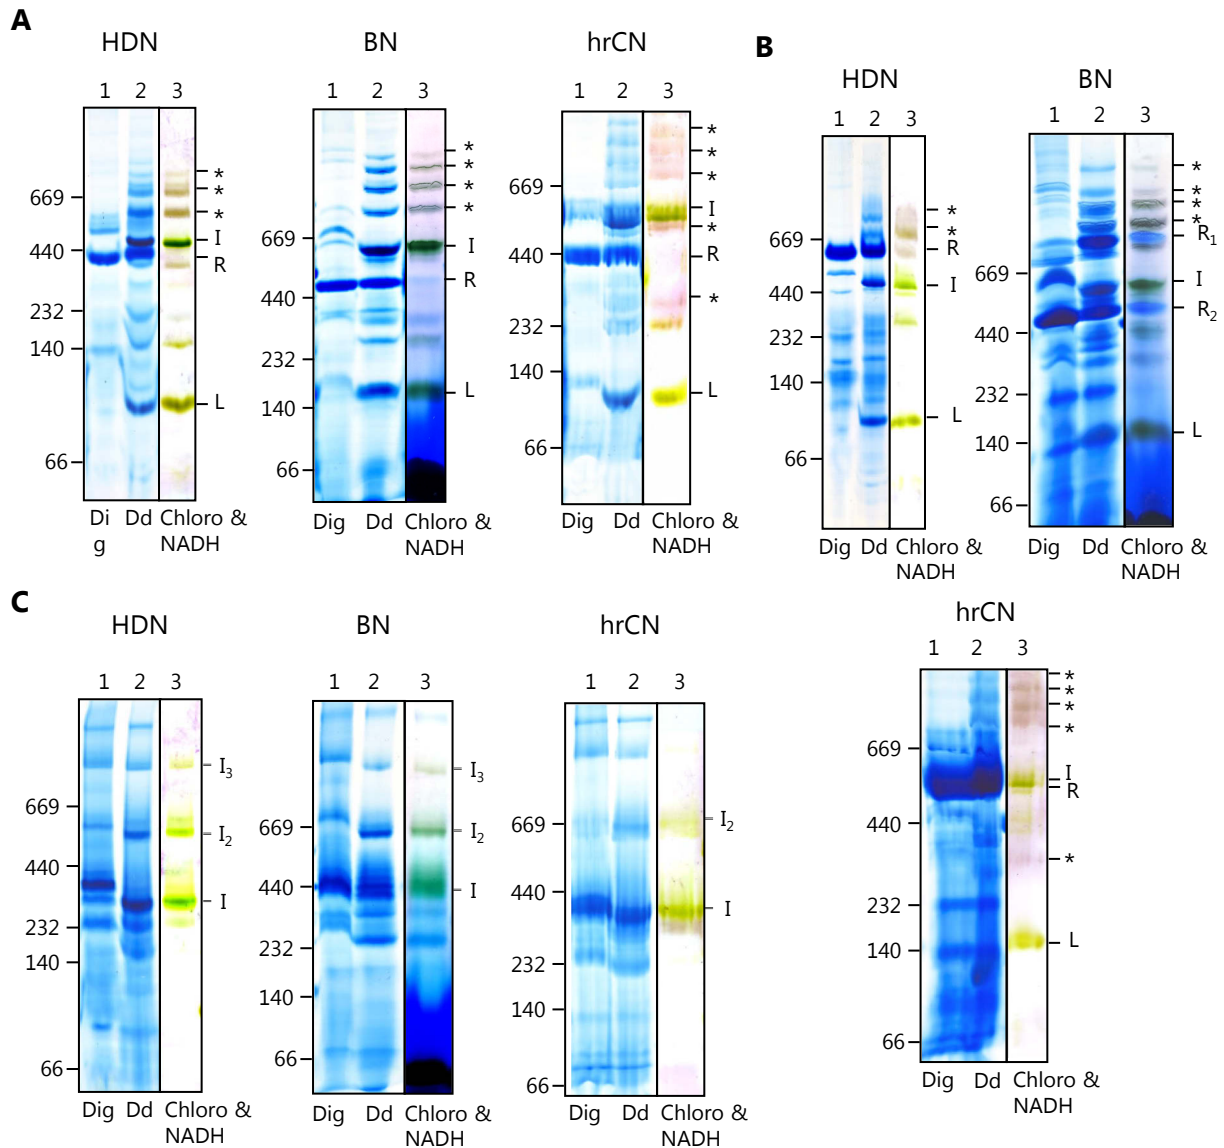 A
HDN
1 2 3
669
440
232
140
66
*
*
*
I
R
L
Di
g
Dd
Chloro &
NADH
BN
1 2 3
669
440
232
140
66
*
*
*
*
I
R
L
Dig
Dd
Chloro &
NADH
hrCN
1 2 3
669
440
232
140
66
*
*
*
I
*
R
*
L
Dig
Dd
Chloro &
NADH
B
HDN
1 2 3
669
440
232
140
66
*
*
R
I
L
Dig
Dd
Chloro &
NADH
BN
1 2 3
669
440
232
140
66
*
*
*
*
R1
I
R2
L
Dig
Dd
Chloro &
NADH
hrCN
1 2 3
669
440
232
140
66
*
*
*
*
I
R
*
L
Dig
Dd
Chloro &
NADH
C
HDN
1 2 3
669
440
232
140
66
I3
I2
I
Dig
Dd
Chloro &
NADH
BN
1 2 3
669
440
232
140
66
I3
I2
I
Dig
Dd
Chloro &
NADH
hrCN
1 2 3
669
440
232
140
66
I2
I
Dig
Dd
Chloro &
NADH